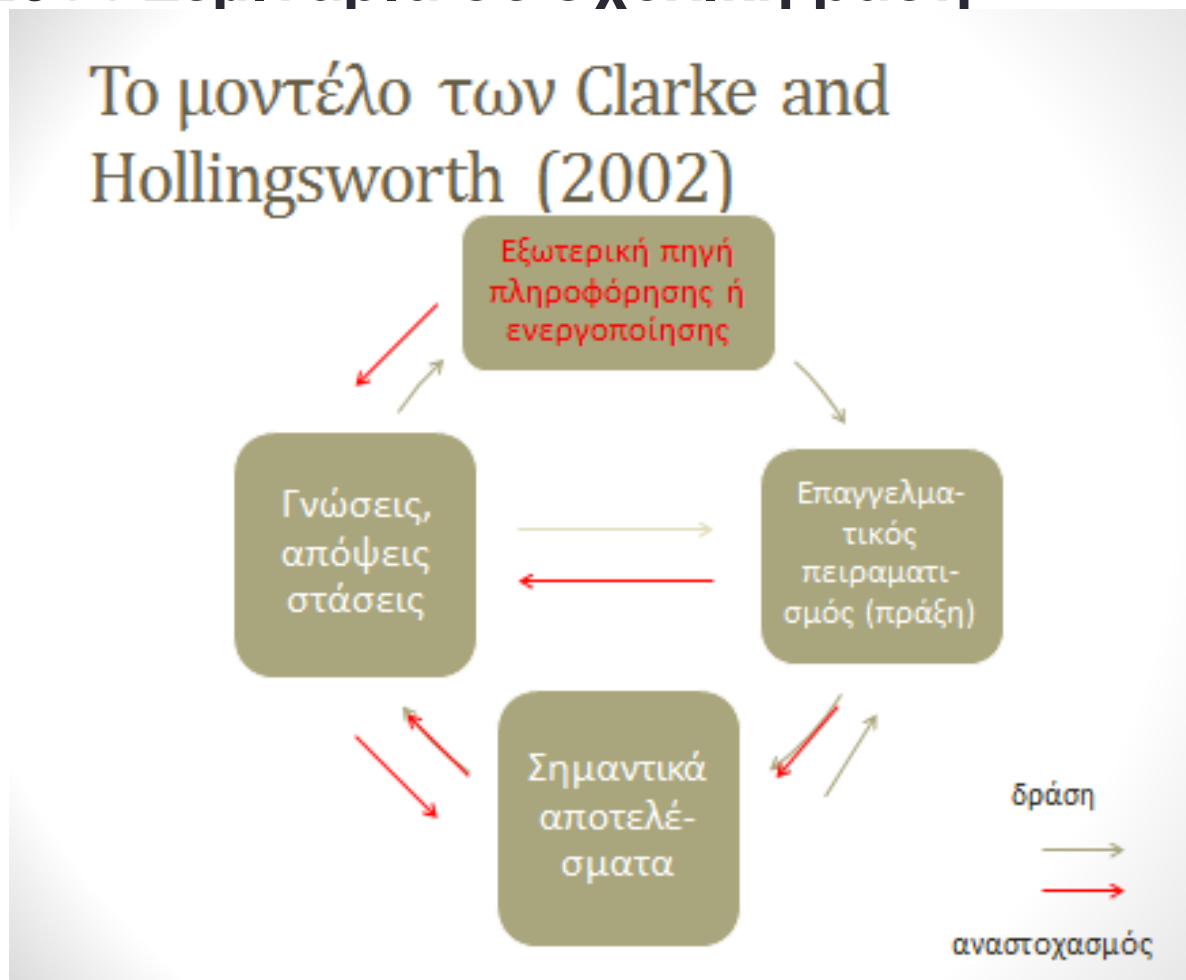 Το μοντέλο των Clarke and
Hollingsworth (2002)
Εξωτερική πηγή
πληροφόρησης ή
ενεργοποίησης
Γνώσεις,
απόψεις
στάσεις
Επαγγελμα-
τικός
πειραματι-
σμός (πράξη)
Σημαντικά
αποτελέ-
σματα
δράση
αναστοχασμός